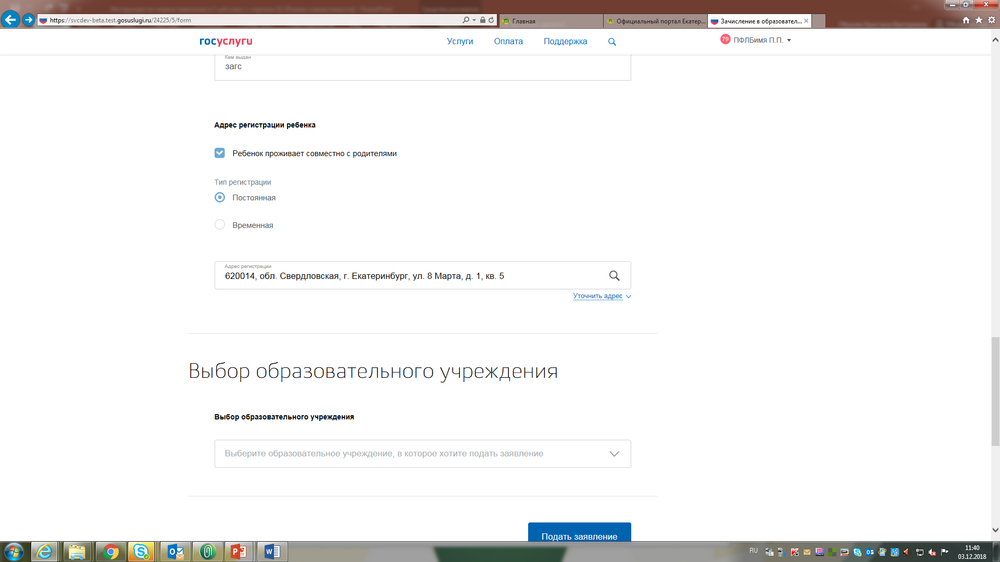 https://svcdev-beta.test.gosuslugi.ru/24225/5/form
Главная
Официальный портал Екатер...
Зачисление в образовател...
госуслуги
Услуги
Оплата
Поддержка
79
ПФЛБимя П.П.
Кем выдан
загс
Адрес регистрации ребенка
Ребенок проживает совместно с родителями
Тип регистрации
Постоянная
Временная
Адрес регистрации
620014, обл. Свердловская, г. Екатеринбург, ул. 8 Марта, д. 1, кв. 5
Уточнить адрес
Выбор образовательного учреждения
Выбор образовательного учреждения
Выберите образовательное учреждение, в которое хотите подать заявление
Подать заявление
RU
11:40
03.12.2018